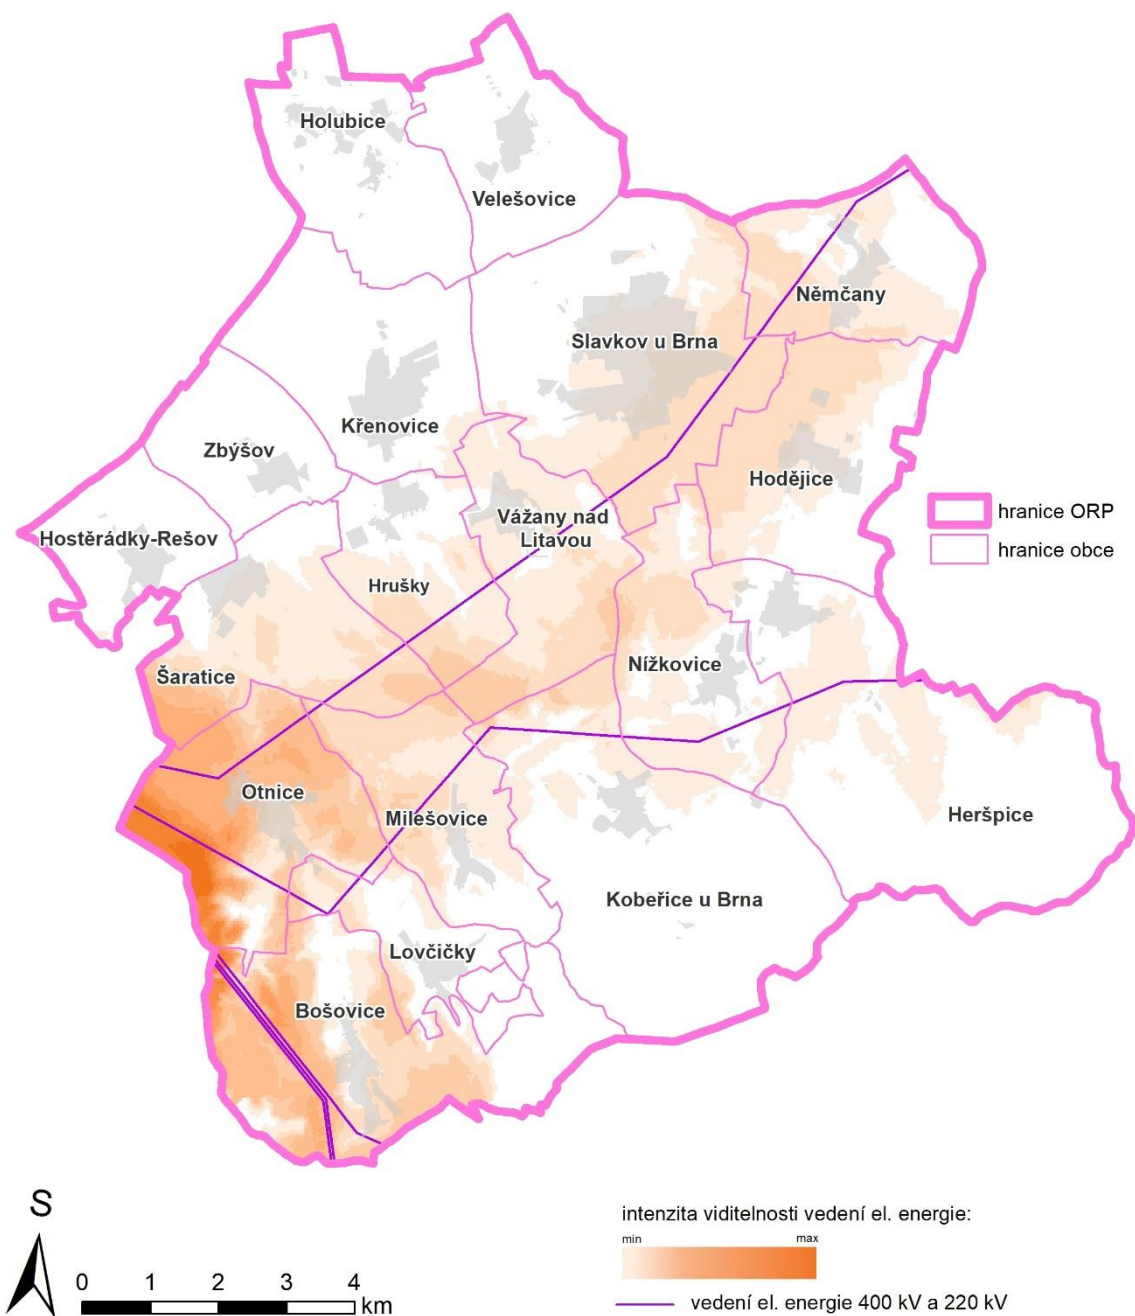 Holubice
Velešovice
Němčany
Slavkov u Brna
Křenovice
Zbýšov
Hodějice
hranice ORP
Vážany nad
Litavou
Hostěrádky-Rešov
hranice obce
Hrušky
Nížkovice
Šaratice
Otnice
Milešovice
Heršpice
Kobeřice u Brna
Lovčičky
Bošovice
S
intenzita viditelnosti vedení el. energie:
min max
0 1 2 3 4
km
vedení el. energie 400 kV a 220 kV